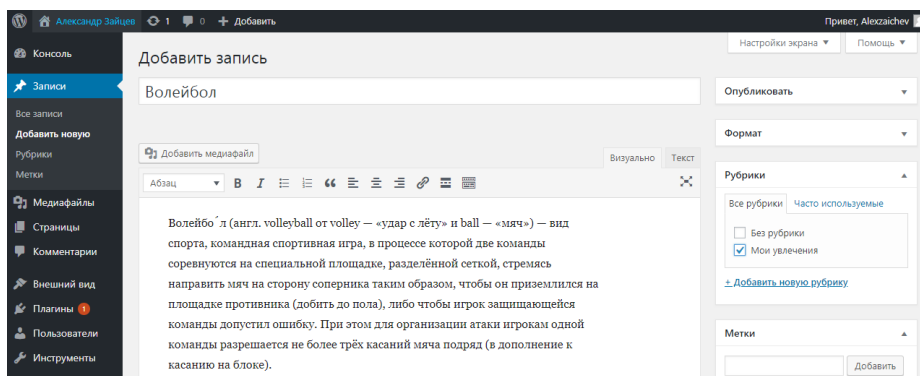 Александр Зайцев 1 0 + Добавить Привет, Alexzaichev
Настройки экрана ▼ Помощь ▼
Консоль
Записи
Все записи
Добавить новую
Рубрики
Метки
Медиафайлы
Страницы
Комментарии
Внешний вид
Плагины 1
Пользователи
Инструменты
Добавить запись
Волейбол
Добавить медиафайл
Визуально Текст
Абзац B I
Волейбо´л (англ. volleyball от volley — «удар с лёту» и ball — «мяч») — вид
спорта, командная спортивная игра, в процессе которой две команды
соревнуются на специальной площадке, разделённой сеткой, стремясь
направить мяч на сторону соперника таким образом, чтобы он приземлился на
площадке противника (добить до пола), либо чтобы игрок защищающейся
команды допустил ошибку. При этом для организации атаки игрокам одной
команды разрешается не более трёх касаний мяча подряд (в дополнение к
касанию на блоке).
Опубликовать
Формат
Рубрики
Все рубрики Часто используемые
Без рубрики
Мои увлечения
+ Добавить новую рубрику
Метки
Добавить